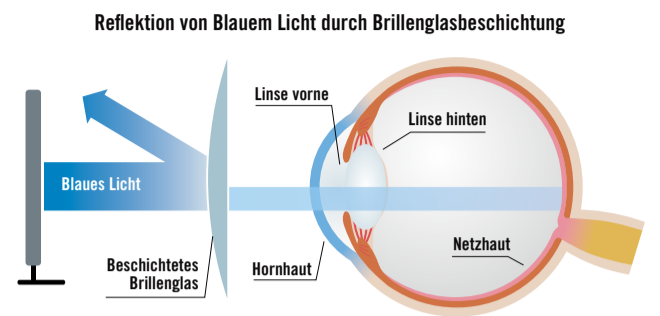 Reflektion von Blauem Licht durch Brillenglasbeschichtung
Linse vorne
Linse hinten
Blaues Licht
Netzhaut
Beschichtetes
Brillenglas
Hornhaut